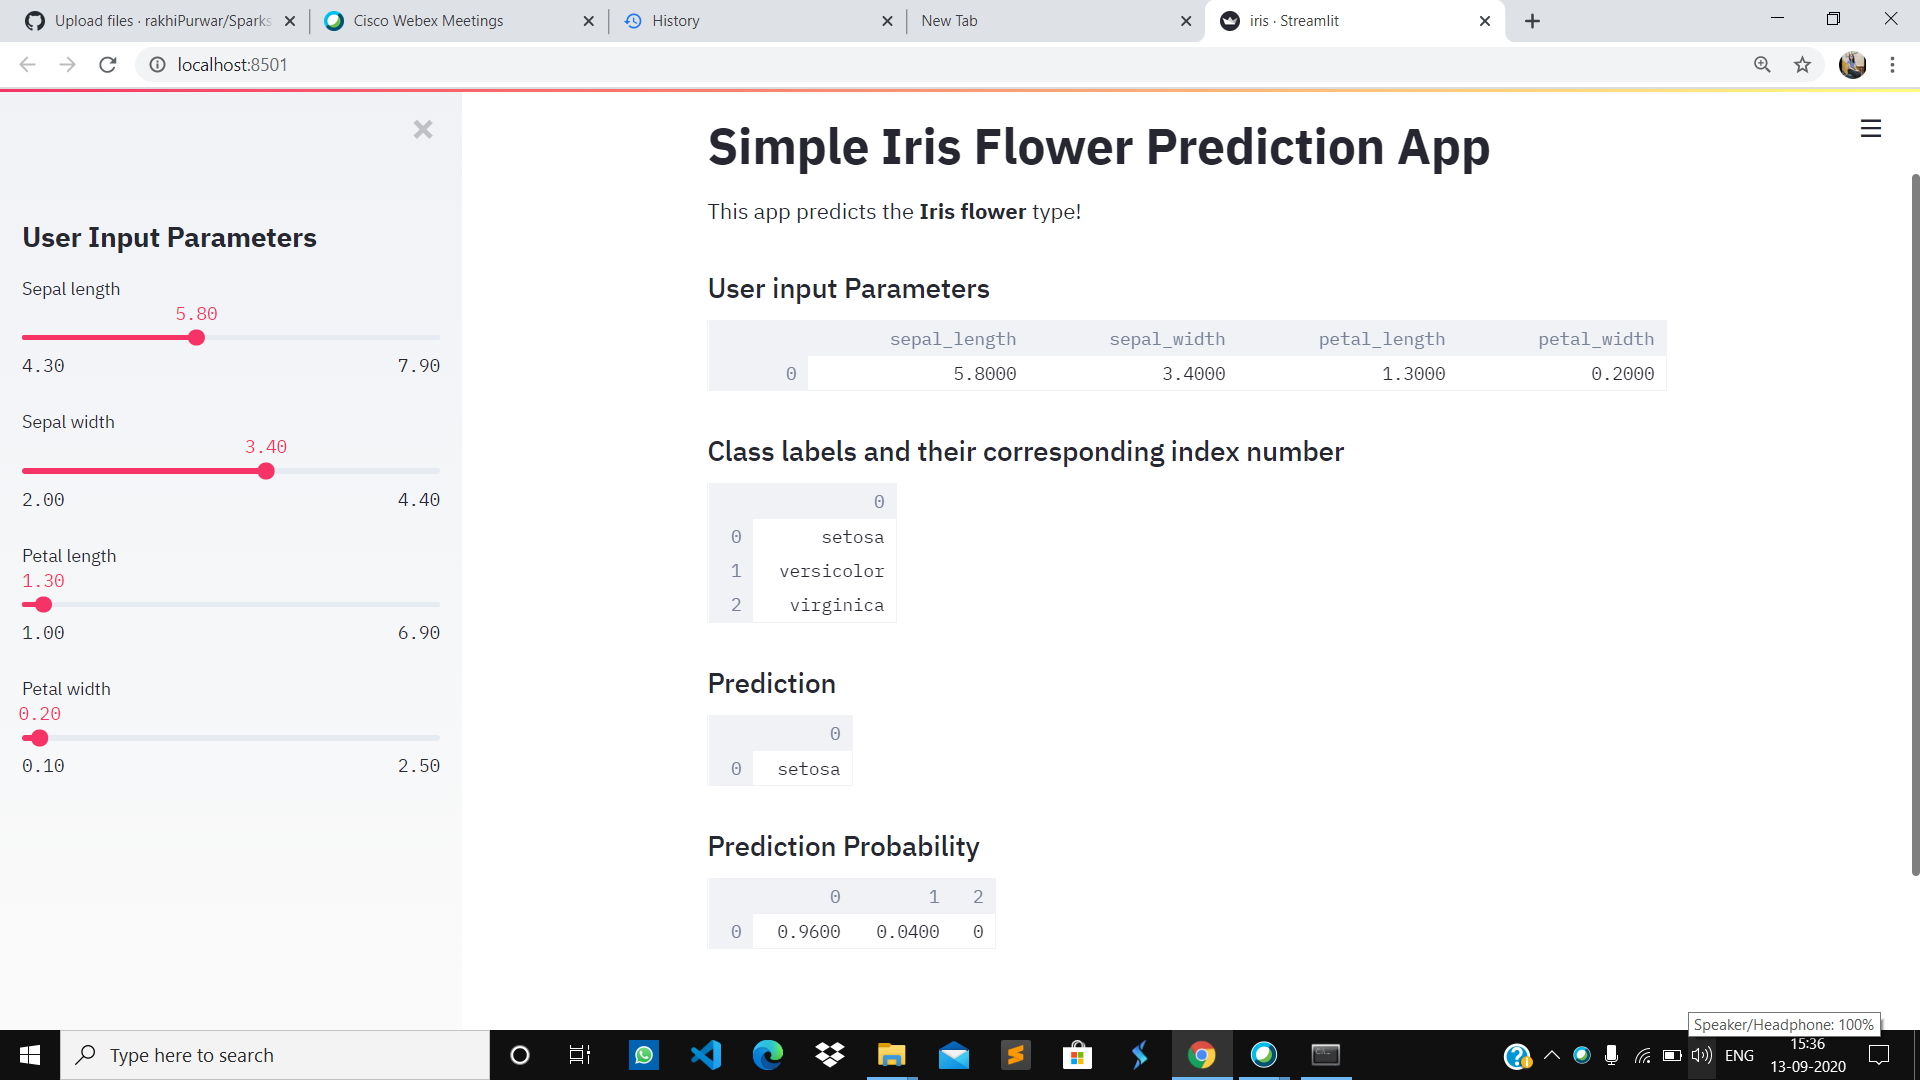 Upload files · rakhiPurwar/Sparks
Cisco Webex Meetings
History
New Tab
iris · Streamlit
localhost:8501
User Input Parameters
Sepal length
5.80
4.30 7.90
Sepal width
3.40
2.00 4.40
Petal length
1.30
1.00 6.90
Petal width
0.20
0.10 2.50
Simple Iris Flower Prediction App
This app predicts the Iris flower type!
User input Parameters
sepal_length sepal_width petal_length petal_width
0 5.8000 3.4000 1.3000 0.2000
Class labels and their corresponding index number
0
0 setosa
1 versicolor
2 virginica
Prediction
0
0 setosa
Prediction Probability
0 1 2
0 0.9600 0.0400 0
Speaker/Headphone: 100%
Type here to search
ENG
15:36
13-09-2020